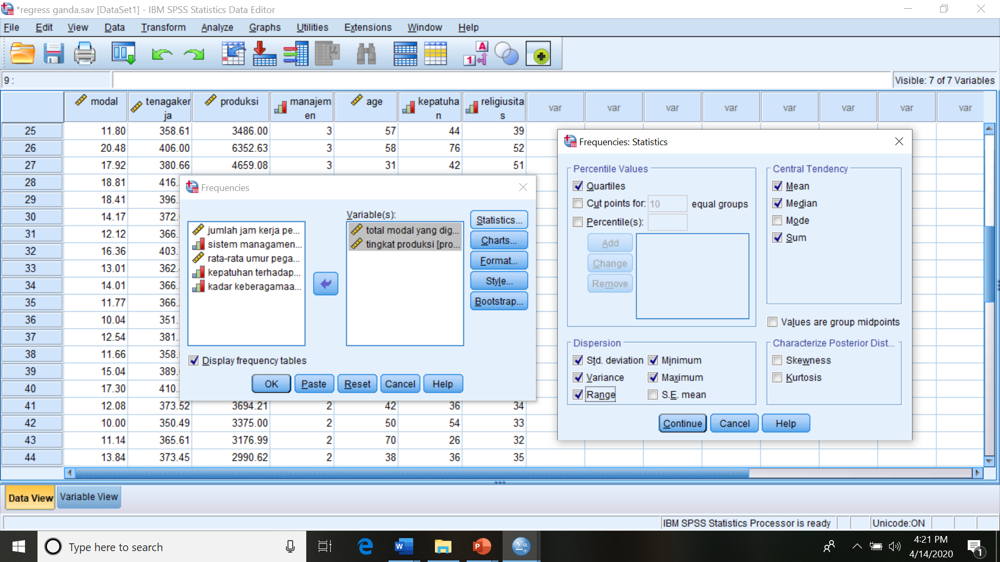 *regress ganda.sav [DataSet1] - IBM SPSS Statistics Data Editor
File Edit View Data Transform Analyze Graphs Utilities Extensions Window Help
9 :
Visible: 7 of 7 Variables
modal tenagakerja produksi manajemen age kepatuhan religiusitas var var var var var var var var
25 11.80 358.61 3486.00 3 57 44 39
26 20.48 406.00 6352.63 3 58 76 52
27 17.92 380.66 4659.08 3 31 42 51
28 18.81 416.
29 18.41 396.
30 14.17 372.
31 12.12 366.
32 16.36 403.
33 13.01 362.
34 14.01 366.
35 11.77 366.
36 10.04 351.
37 12.54 381.
38 11.66 358.
39 15.04 389.
40 17.30 410.
41 12.08 373.52 3694.21 2 42 36 34
42 10.00 350.49 3375.00 2 50 54 33
43 11.14 365.61 3176.99 2 70 26 32
44 13.84 373.45 2990.62 2 38 36 35
Frequencies
jumlah jam kerja pe...
sistem managamen...
rata-rata umur pega...
kepatuhan terhadap...
kadar keberagamaa...
Variable(s):
total modal yang dig...
tingkat produksi [pro...
Statistics...
Charts...
Format...
Style...
Bootstrap...
Display frequency tables
OK Paste Reset Cancel Help
Frequencies: Statistics
Percentile Values
Quartiles
Cut points for: 10 equal groups
Percentile(s):
Add
Change
Remove
Central Tendency
Mean
Median
Mode
Sum
Values are group midpoints
Dispersion
Std. deviation Minimum
Variance Maximum
Range S.E. mean
Characterize Posterior Dist...
Skewness
Kurtosis
Continue Cancel Help
Data View Variable View
IBM SPSS Statistics Processor is ready Unicode:ON
Type here to search
4:21 PM
4/14/2020
1